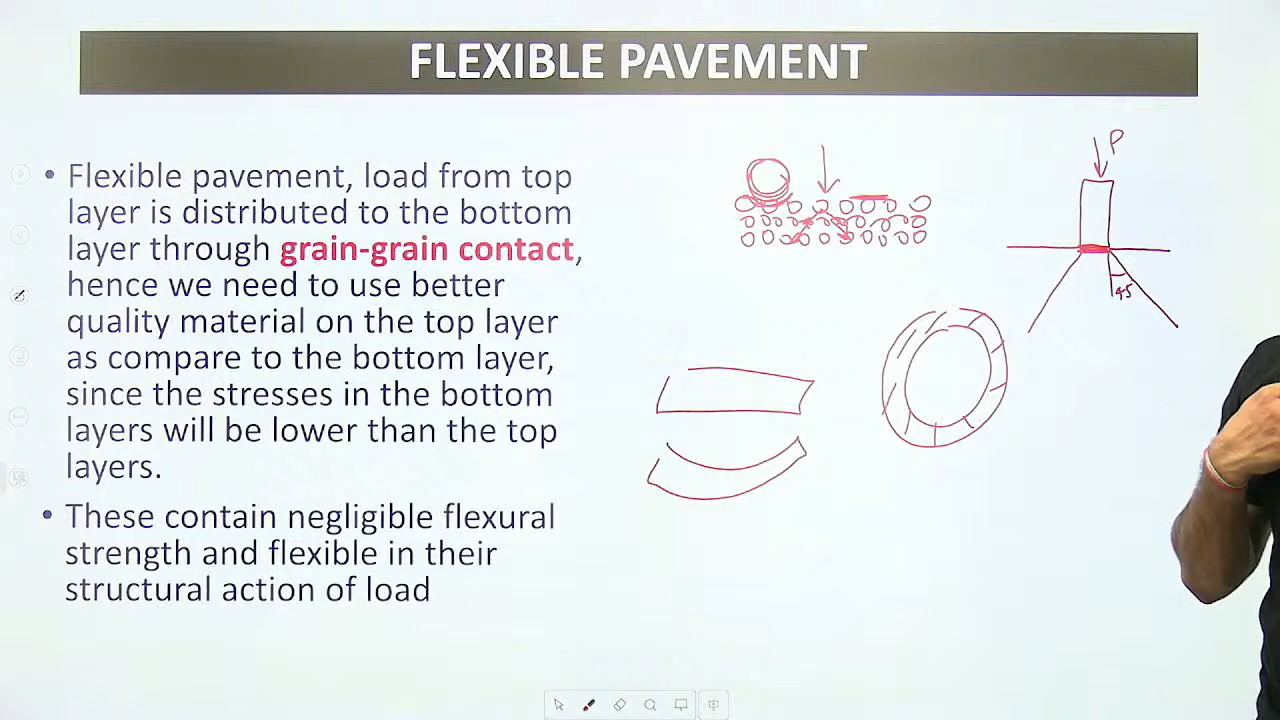 FLEXIBLE PAVEMENT
• Flexible pavement, load from top
layer is distributed to the bottom
layer through grain-grain contact,
hence we need to use better
quality material on the top layer
as compare to the bottom layer,
since the stresses in the bottom
layers will be lower than the top
layers.
• These contain negligible flexural
strength and flexible in their
structural action of load
P
45